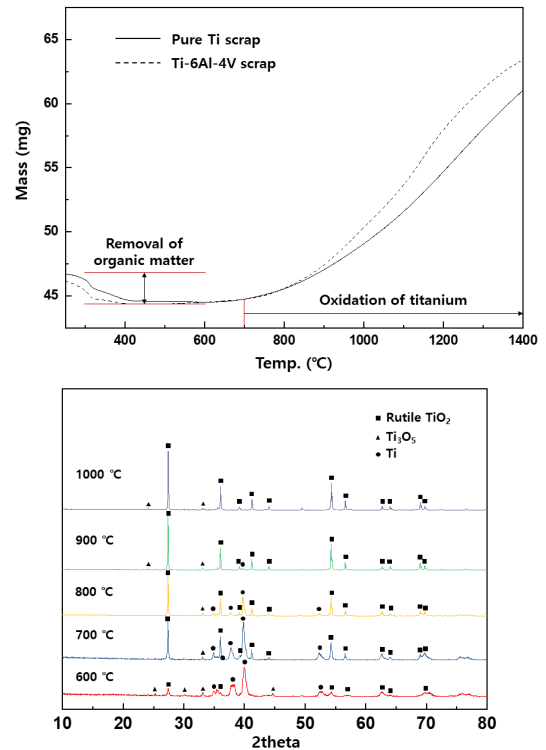 65
60
55
50
45
Mass (mg)
Pure Ti scrap
Ti-6Al-4V scrap
Removal of
organic matter
Oxidation of titanium
400
600
800
1000
1200
1400
Temp. (℃)
Rutile TiO₂
Ti₃O₅
Ti
1000 ℃
900 ℃
800 ℃
700 ℃
600 ℃
10
20
30
40
50
60
70
80
2theta